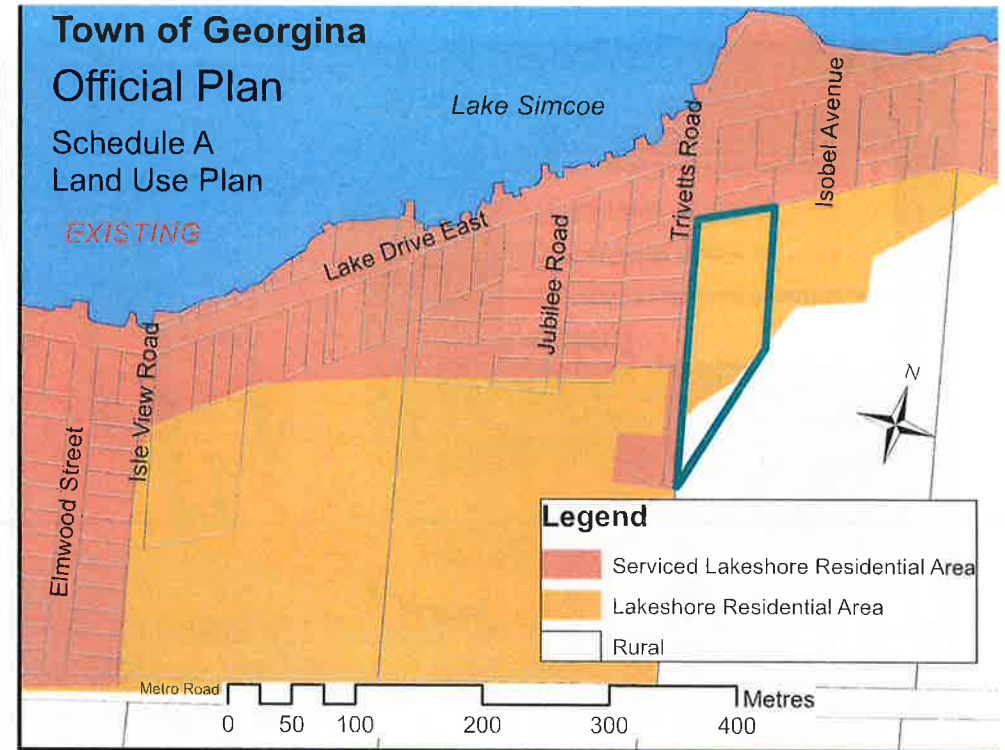 Town of Georgina
Official Plan
Schedule A
Land Use Plan
EXISTING
Lake Simcoe
Isobel Avenue
Trivetts Road
Lake Drive East
Jubilee Road
Isle View Road
Elmwood Street
N
Legend
Serviced Lakeshore Residential Area
Lakeshore Residential Area
Rural
Metro Road
Metres
0 50 100 200 300 400